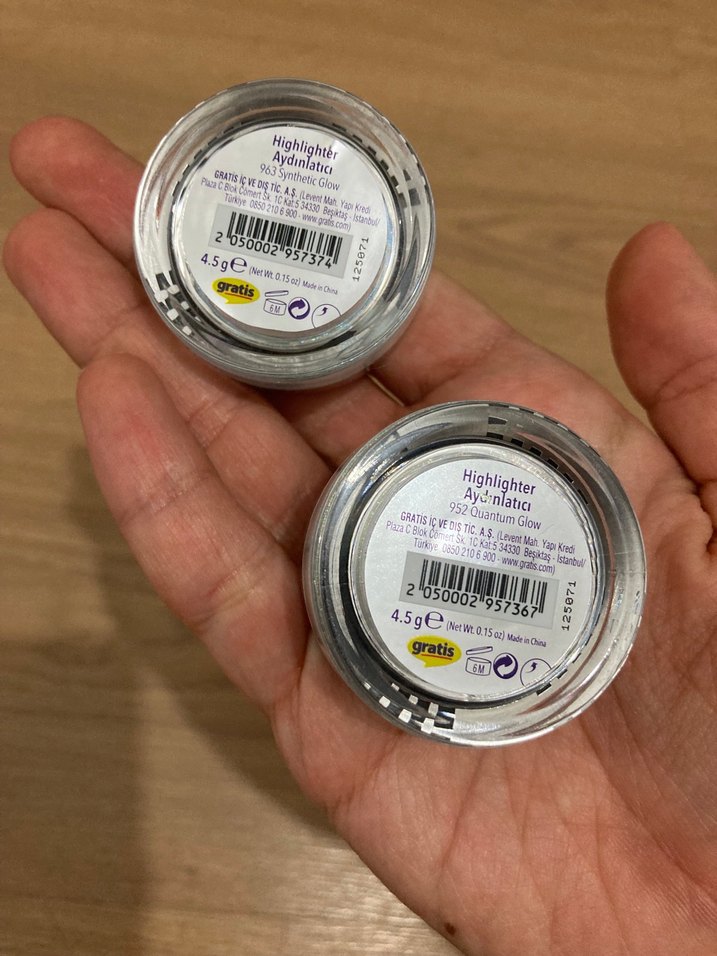 Highlighter
Aydınlatıcı
963 Synthetic Glow
GRATIS İÇ VE DIŞ TİC. A.Ş. (Levent Mah. Yapı Kredi
Plaza C Blok Cömert Sk. 1C Kat:5 34330 Beşiktaş - İstanbul/
Türkiye 0850 210 6 900 - www.gratis.com)
2 050002 957374
125071
4.5 g ℮ (Net Wt. 0.15 oz) Made in China
gratis
6M
Highlighter
Aydınlatıcı
952 Quantum Glow
GRATIS İÇ VE DIŞ TİC. A.Ş. (Levent Mah. Yapı Kredi
Plaza C Blok Cömert Sk. 1C Kat:5 34330 Beşiktaş - İstanbul/
Türkiye 0850 210 6 900 - www.gratis.com)
2 050002 957367
125071
4.5 g ℮ (Net Wt. 0.15 oz) Made in China
gratis
6M